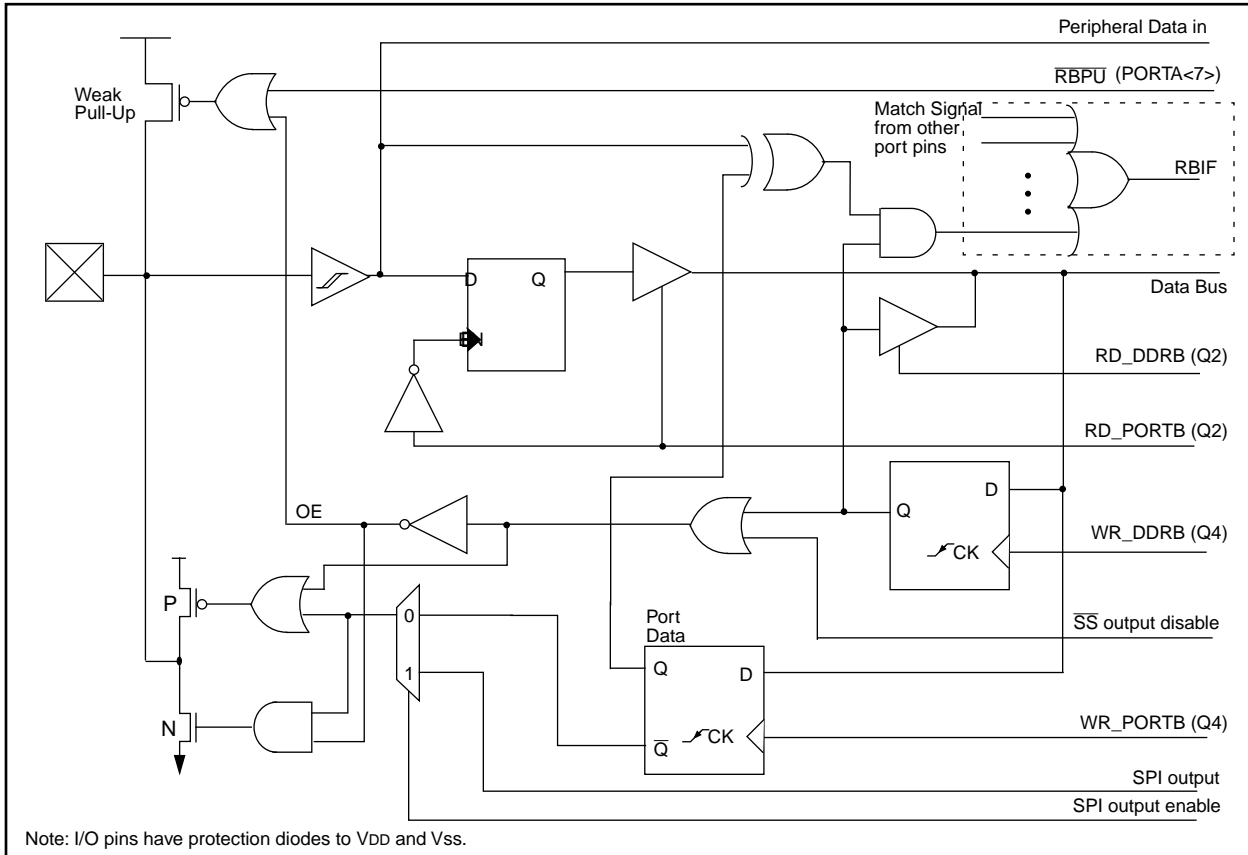 Peripheral Data in
RBPU (PORTA<7>)
Weak
Pull-Up
Match Signal
from other
port pins
RBIF
D
Q
Data Bus
RD_DDRB (Q2)
RD_PORTB (Q2)
OE
Q
D
CK
WR_DDRB (Q4)
P
0
1
SS output disable
Port
Data
Q
D
N
Q
CK
WR_PORTB (Q4)
SPI output
SPI output enable
Note: I/O pins have protection diodes to VDD and Vss.